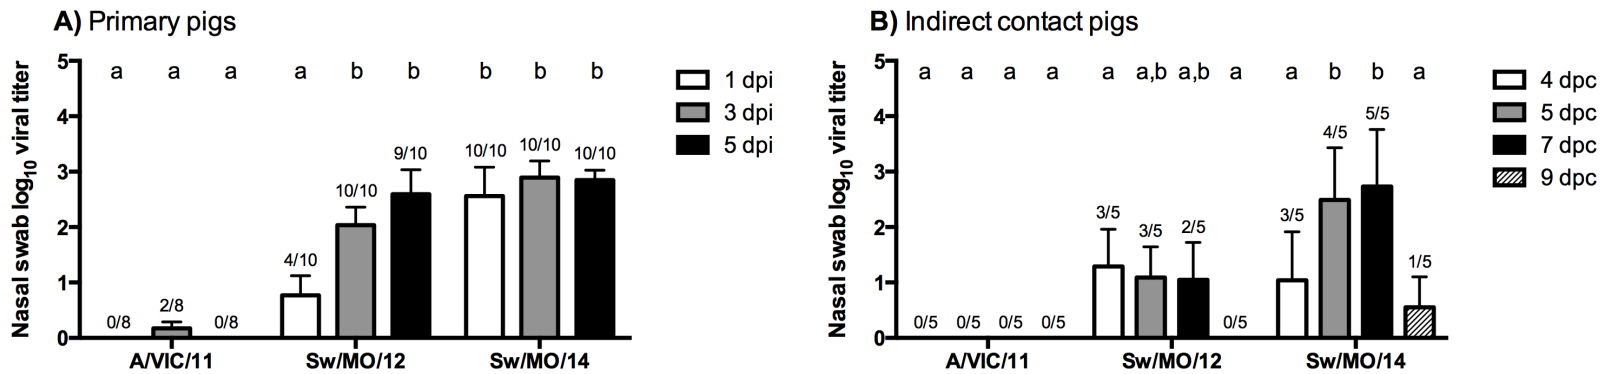 A) Primary pigs
Nasal swab log10 viral titer
5
4
3
2
1
0
a a a a b b b b b
0/8 2/8 0/8 4/10 10/10 9/10 10/10 10/10 10/10
A/VIC/11 Sw/MO/12 Sw/MO/14
1 dpi
3 dpi
5 dpi
B) Indirect contact pigs
Nasal swab log10 viral titer
5
4
3
2
1
0
a a a a a a,b a,b a a b b a
0/5 0/5 0/5 0/5 3/5 3/5 2/5 0/5 3/5 4/5 5/5 1/5
A/VIC/11 Sw/MO/12 Sw/MO/14
4 dpc
5 dpc
7 dpc
9 dpc